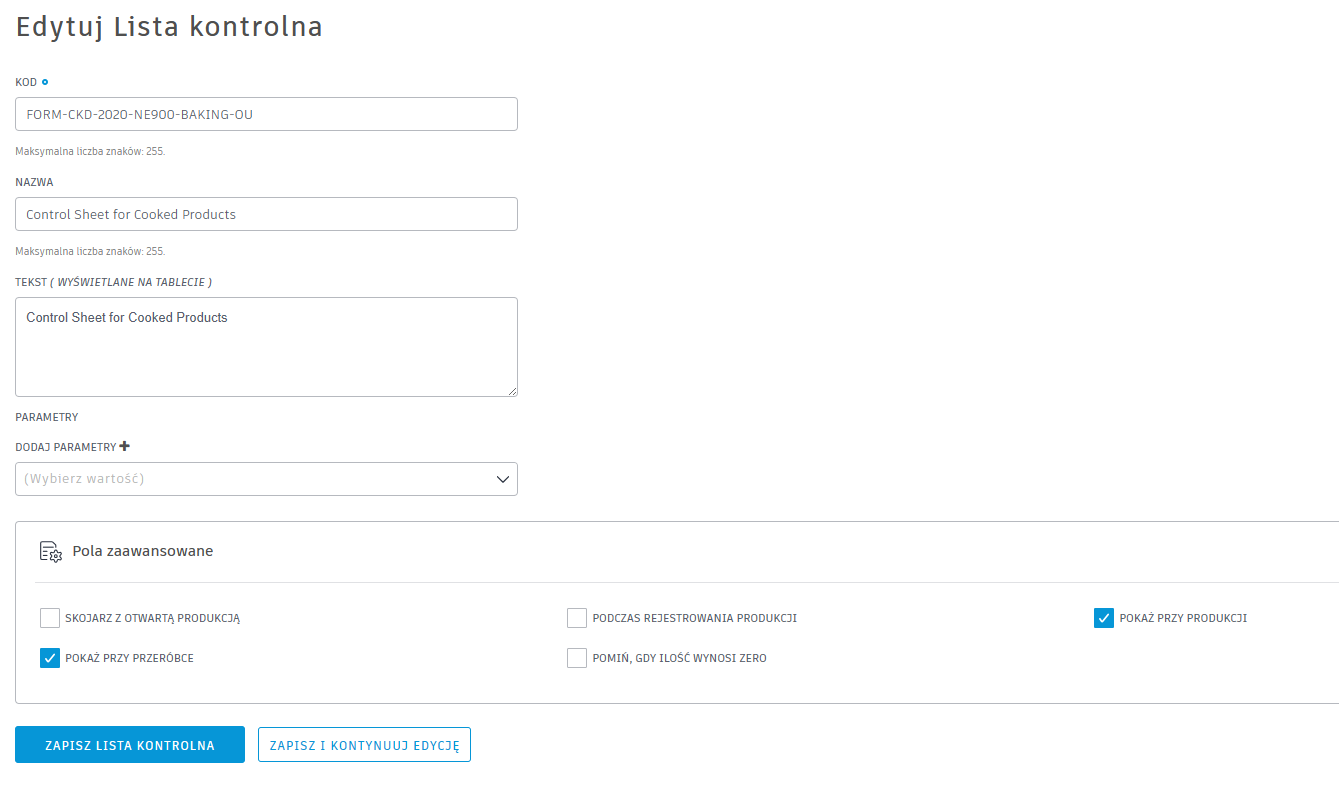 Edytuj Lista kontrolna
KOD
FORM-CKD-2020-NE900-BAKING-OU
Maksymalna liczba znaków: 255.
NAZWA
Control Sheet for Cooked Products
Maksymalna liczba znaków: 255.
TEKST ( WYŚWIETLANE NA TABLECIE )
Control Sheet for Cooked Products
PARAMETRY
DODAJ PARAMETRY
(Wybierz wartość)
Pola zaawansowane
SKOJARZ Z OTWARTĄ PRODUKCJĄ
PODCZAS REJESTROWANIA PRODUKCJI
POKAŻ PRZY PRODUKCJI
POKAŻ PRZY PRZERÓBCE
POMIŃ, GDY ILOŚĆ WYNOSI ZERO
ZAPISZ LISTA KONTROLNA
ZAPISZ I KONTYNUUJ EDYCJĘ